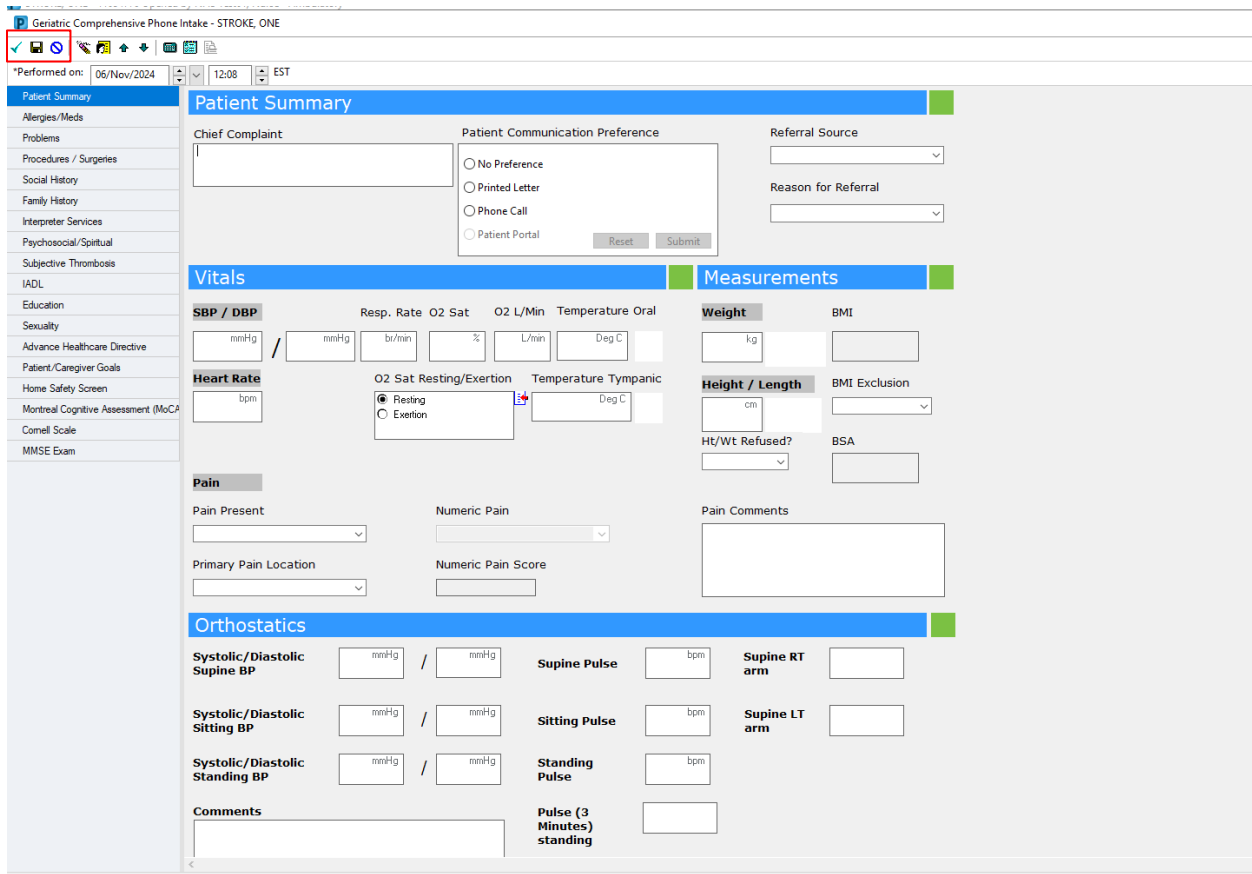 P Geriatric Comprehensive Phone Intake - STROKE, ONE
*Performed on: 06/Nov/2024 12:08 EST
Patient Summary
Allergies/Meds
Problems
Procedures / Surgeries
Social History
Family History
Interpreter Services
Psychosocial/Spiritual
Subjective Thrombosis
IADL
Education
Sexuality
Advance Healthcare Directive
Patient/Caregiver Goals
Home Safety Screen
Montreal Cognitive Assessment (MoCA
Cornell Scale
MMSE Exam
Patient Summary
Chief Complaint
Patient Communication Preference
No Preference
Printed Letter
Phone Call
Patient Portal
Reset Submit
Referral Source
Reason for Referral
Vitals
SBP / DBP Resp. Rate O2 Sat O2 L/Min Temperature Oral
mmHg / mmHg br/min % L/min Deg C
Heart Rate O2 Sat Resting/Exertion Temperature Tympanic
bpm Resting Deg C
Exertion
Measurements
Weight BMI
kg
Height / Length BMI Exclusion
cm
Ht/Wt Refused? BSA
Pain
Pain Present Numeric Pain Pain Comments
Primary Pain Location Numeric Pain Score
Orthostatics
Systolic/Diastolic
Supine BP
mmHg / mmHg
Supine Pulse
bpm
Supine RT
arm
Systolic/Diastolic
Sitting BP
mmHg / mmHg
Sitting Pulse
bpm
Supine LT
arm
Systolic/Diastolic
Standing BP
mmHg / mmHg
Standing
Pulse
bpm
Comments
Pulse (3
Minutes)
standing